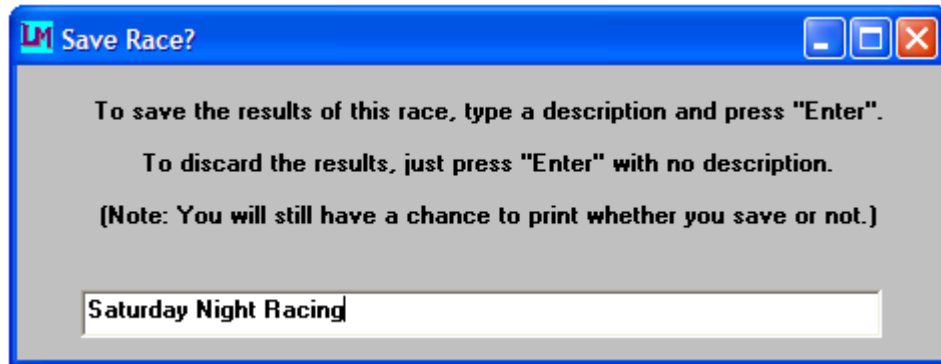 LM Save Race?
To save the results of this race, type a description and press "Enter".
To discard the results, just press "Enter" with no description.
(Note: You will still have a chance to print whether you save or not.)
Saturday Night Racing